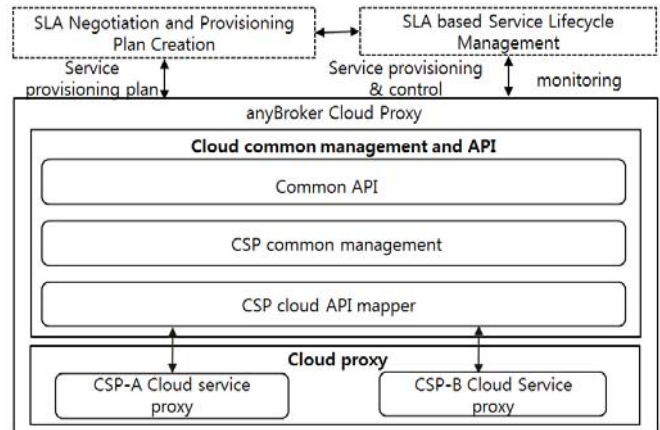 SLA Negotiation and Provisioning
Plan Creation
SLA based Service Lifecycle
Management
Service
provisioning plan
Service provisioning
& control
monitoring
anyBroker Cloud Proxy
Cloud common management and API
Common API
CSP common management
CSP cloud API mapper
Cloud proxy
CSP-A Cloud service
proxy
CSP-B Cloud Service
proxy